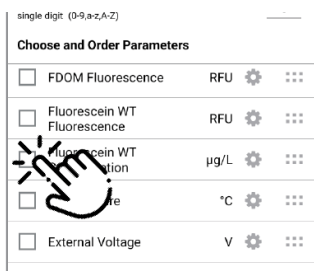 single digit (0-9,a-z,A-Z)
Choose and Order Parameters
FDOM Fluorescence RFU
Fluorescein WT
Fluorescence RFU
Fluorescein WT
µg/L
°C
External Voltage V